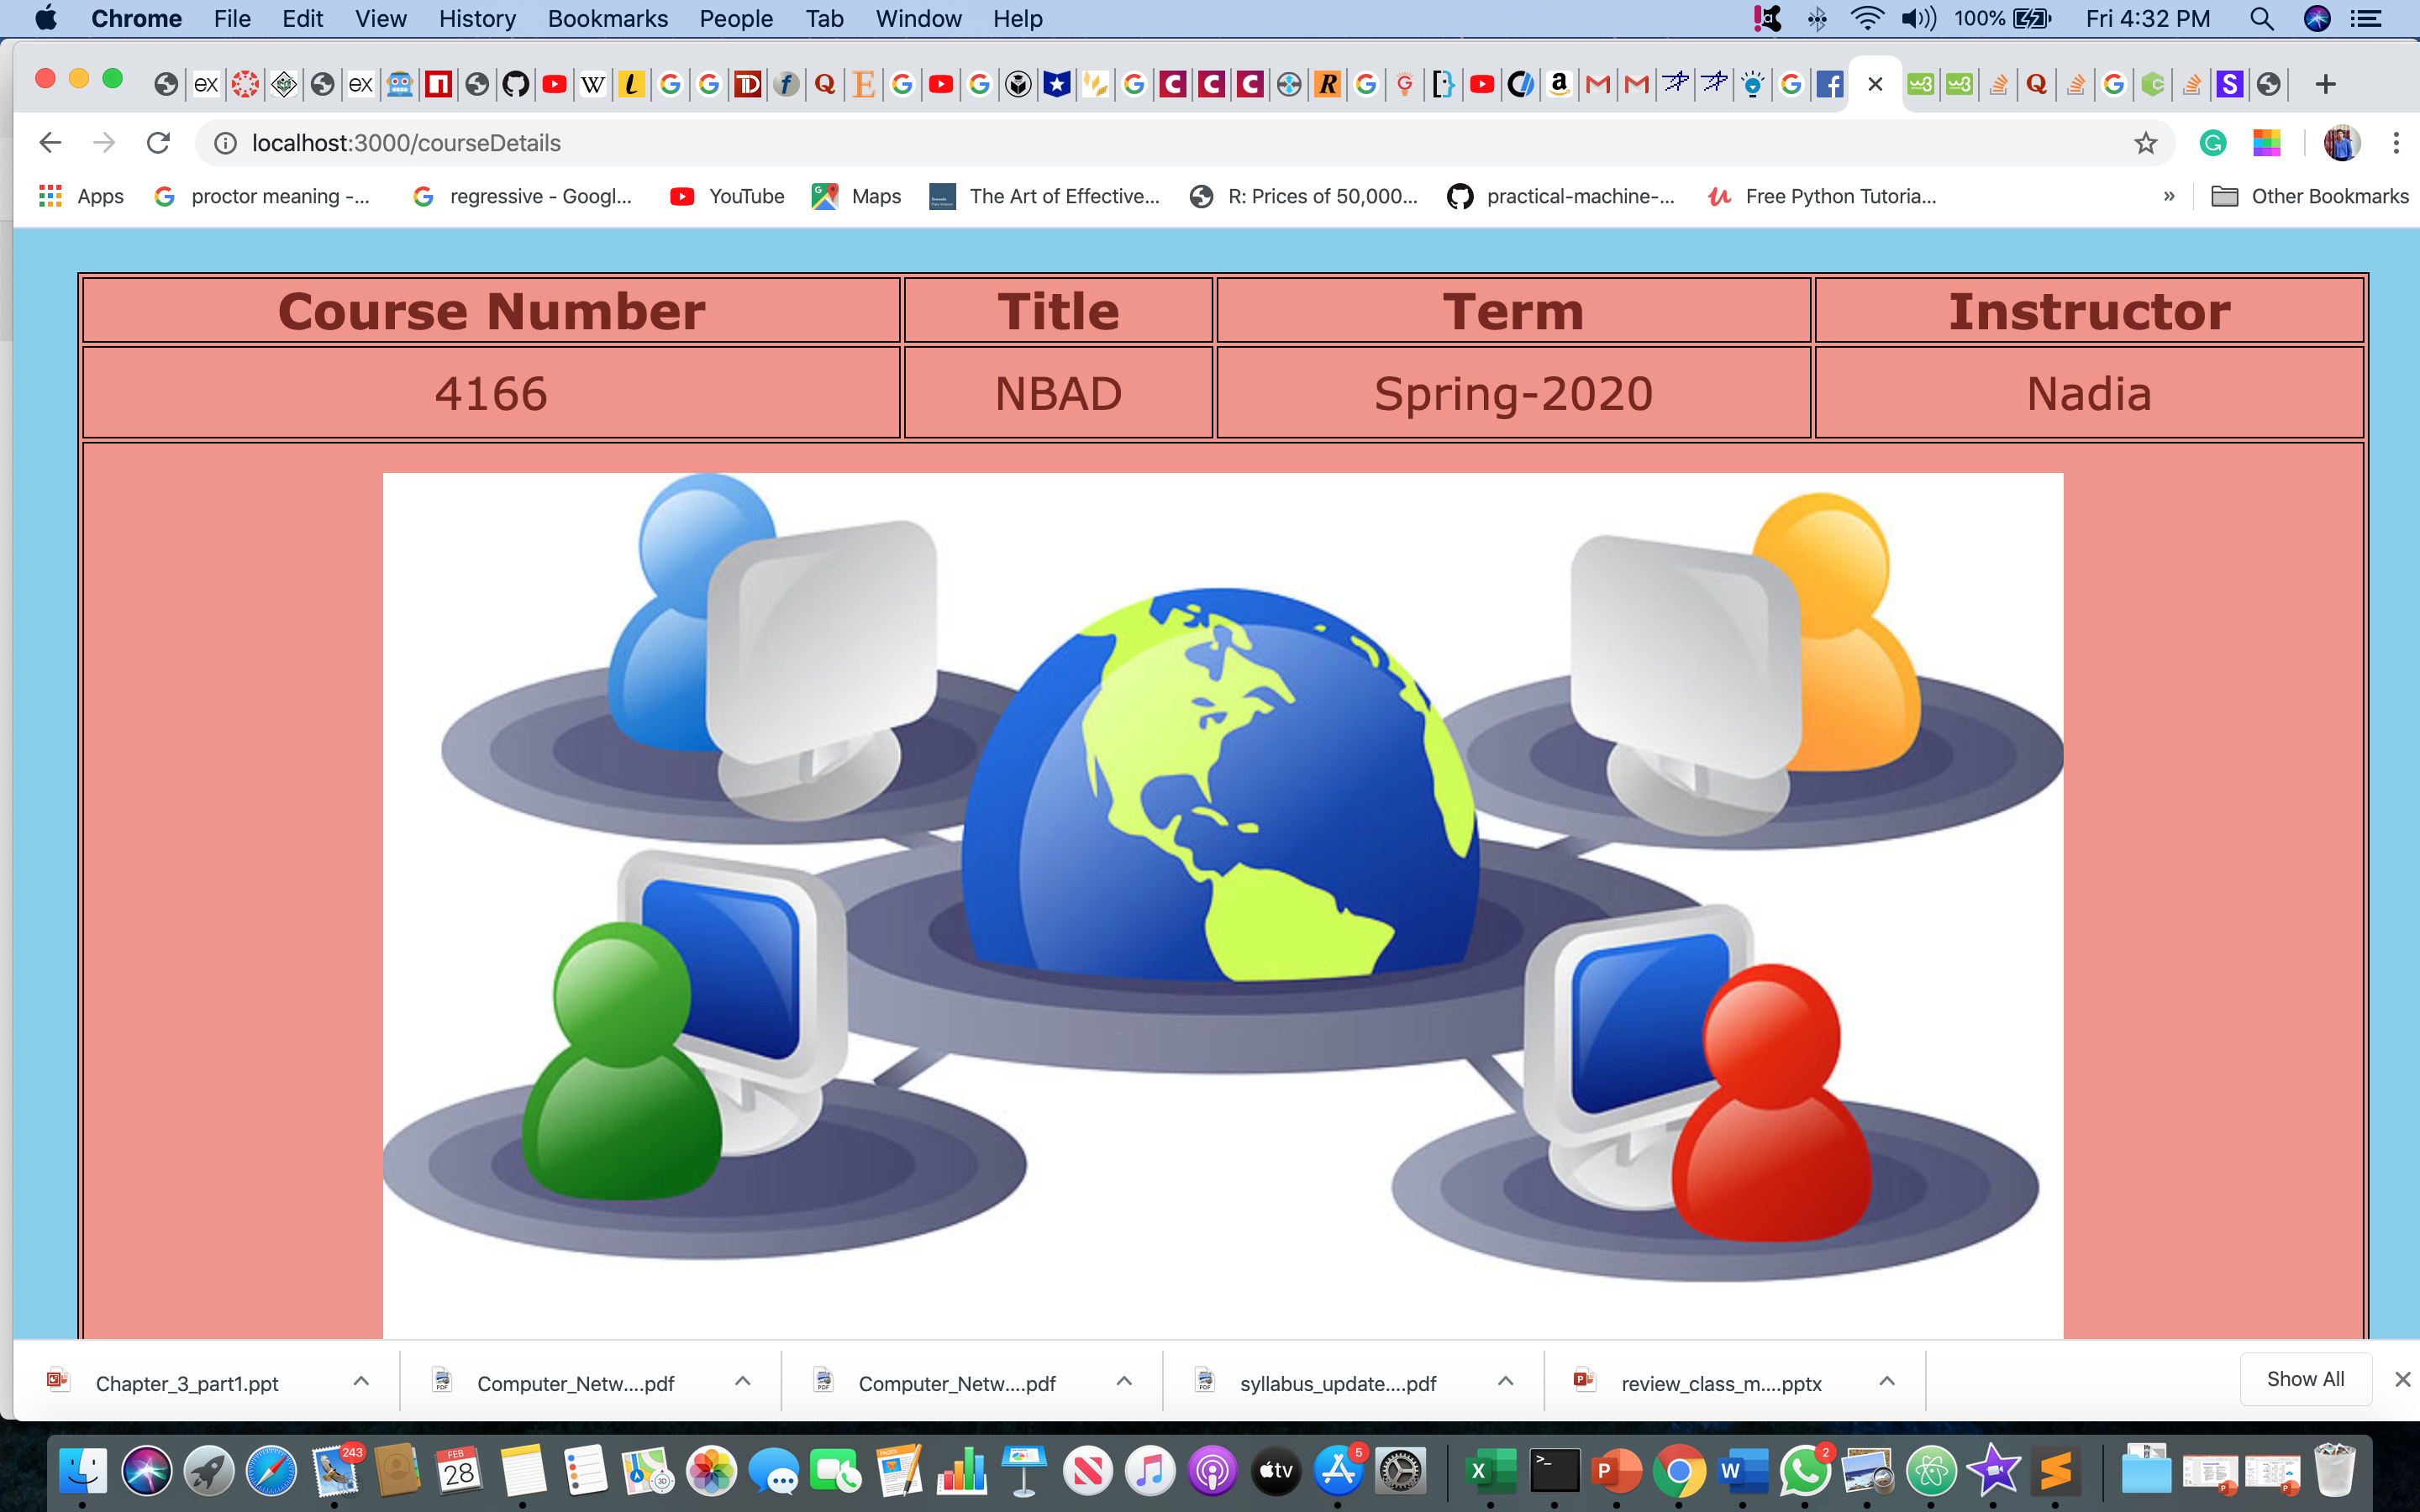 Chrome File Edit View History Bookmarks People Tab Window Help 100% Fri 4:32 PM
localhost:3000/courseDetails
Apps proctor meaning -... regressive - Googl... YouTube Maps The Art of Effective... R: Prices of 50,000... practical-machine-... Free Python Tutoria... » Other Bookmarks
Course Number Title Term Instructor
4166 NBAD Spring-2020 Nadia
Chapter_3_part1.ppt Computer_Netw....pdf Computer_Netw....pdf syllabus_update....pdf review_class_m....pptx Show All
243 FEB 28 tv 5 2